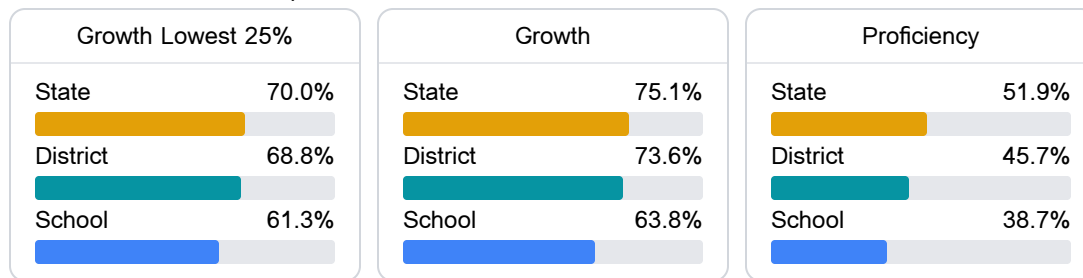 Growth Lowest 25%
State 70.0%
District 68.8%
School 61.3%
Growth
State 75.1%
District 73.6%
School 63.8%
Proficiency
State 51.9%
District 45.7%
School 38.7%